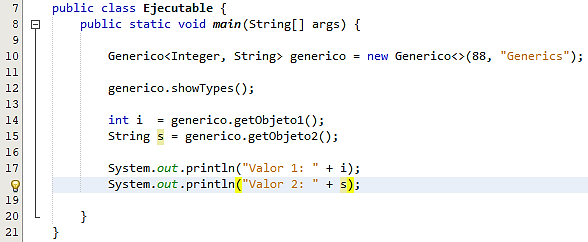 7 public class Ejecutable {
8 public static void main(String[] args) {
9
10 Generico<Integer, String> generico = new Generico<>(88, "Generics");
11
12 generico.showTypes();
13
14 int i  = generico.getObjeto1();
15 String s = generico.getObjeto2();
16
17 System.out.println("Valor 1: " + i);
System.out.println("Valor 2: " + s);
19
20 }
21 }